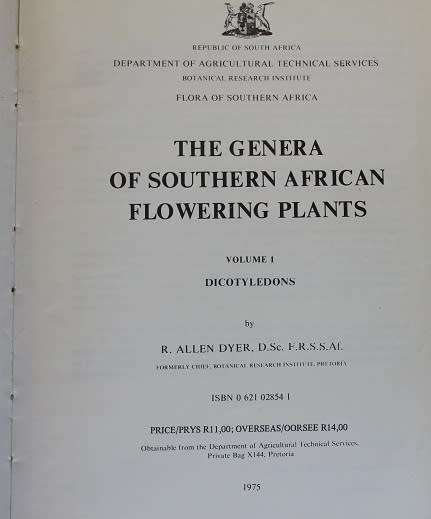 REPUBLIC OF SOUTH AFRICA
DEPARTMENT OF AGRICULTURAL TECHNICAL SERVICES
BOTANICAL RESEARCH INSTITUTE
FLORA OF SOUTHERN AFRICA
THE GENERA
OF SOUTHERN AFRICAN
FLOWERING PLANTS
VOLUME 1
DICOTYLEDONS
by
R. ALLEN DYER, D.Sc. F.R.S.S.Af.
FORMERLY CHIEF, BOTANICAL RESEARCH INSTITUTE, PRETORIA
ISBN 0 621 02854 1
PRICE/PRYS R11,00; OVERSEAS/OORSEE R14,00
Obtainable from the Department of Agricultural Technical Services,
Private Bag X144, Pretoria
1975